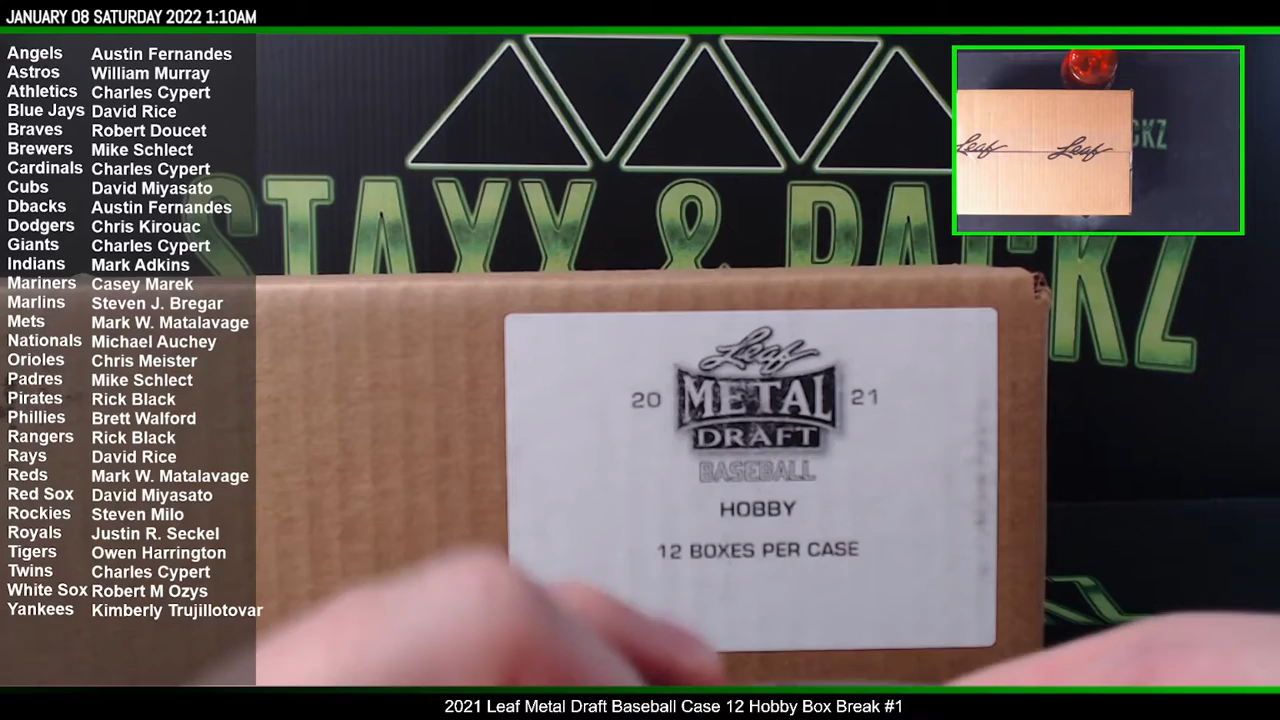 JANUARY 08 SATURDAY 2022 1:10AM
Angels Austin Fernandes
Astros William Murray
Athletics Charles Cypert
Blue Jays David Rice
Braves Robert Doucet
Brewers Mike Schlect
Cardinals Charles Cypert
Cubs David Miyasato
Dbacks Austin Fernandes
Dodgers Chris Kirouac
Giants Charles Cypert
Indians Mark Adkins
Mariners Casey Marek
Marlins Steven J. Bregar
Mets Mark W. Matalavage
Nationals Michael Auchey
Orioles Chris Meister
Padres Mike Schlect
Pirates Rick Black
Phillies Brett Walford
Rangers Rick Black
Rays David Rice
Reds Mark W. Matalavage
Red Sox David Miyasato
Rockies Steven Milo
Royals Justin R. Seckel
Tigers Owen Harrington
Twins Charles Cypert
White Sox Robert M Ozys
Yankees Kimberly Trujillotovar
STAXX & PACKZ
CKZ
Leaf Leaf
Leaf
20 METAL 21
DRAFT
BASEBALL
HOBBY
12 BOXES PER CASE
2021 Leaf Metal Draft Baseball Case 12 Hobby Box Break #1